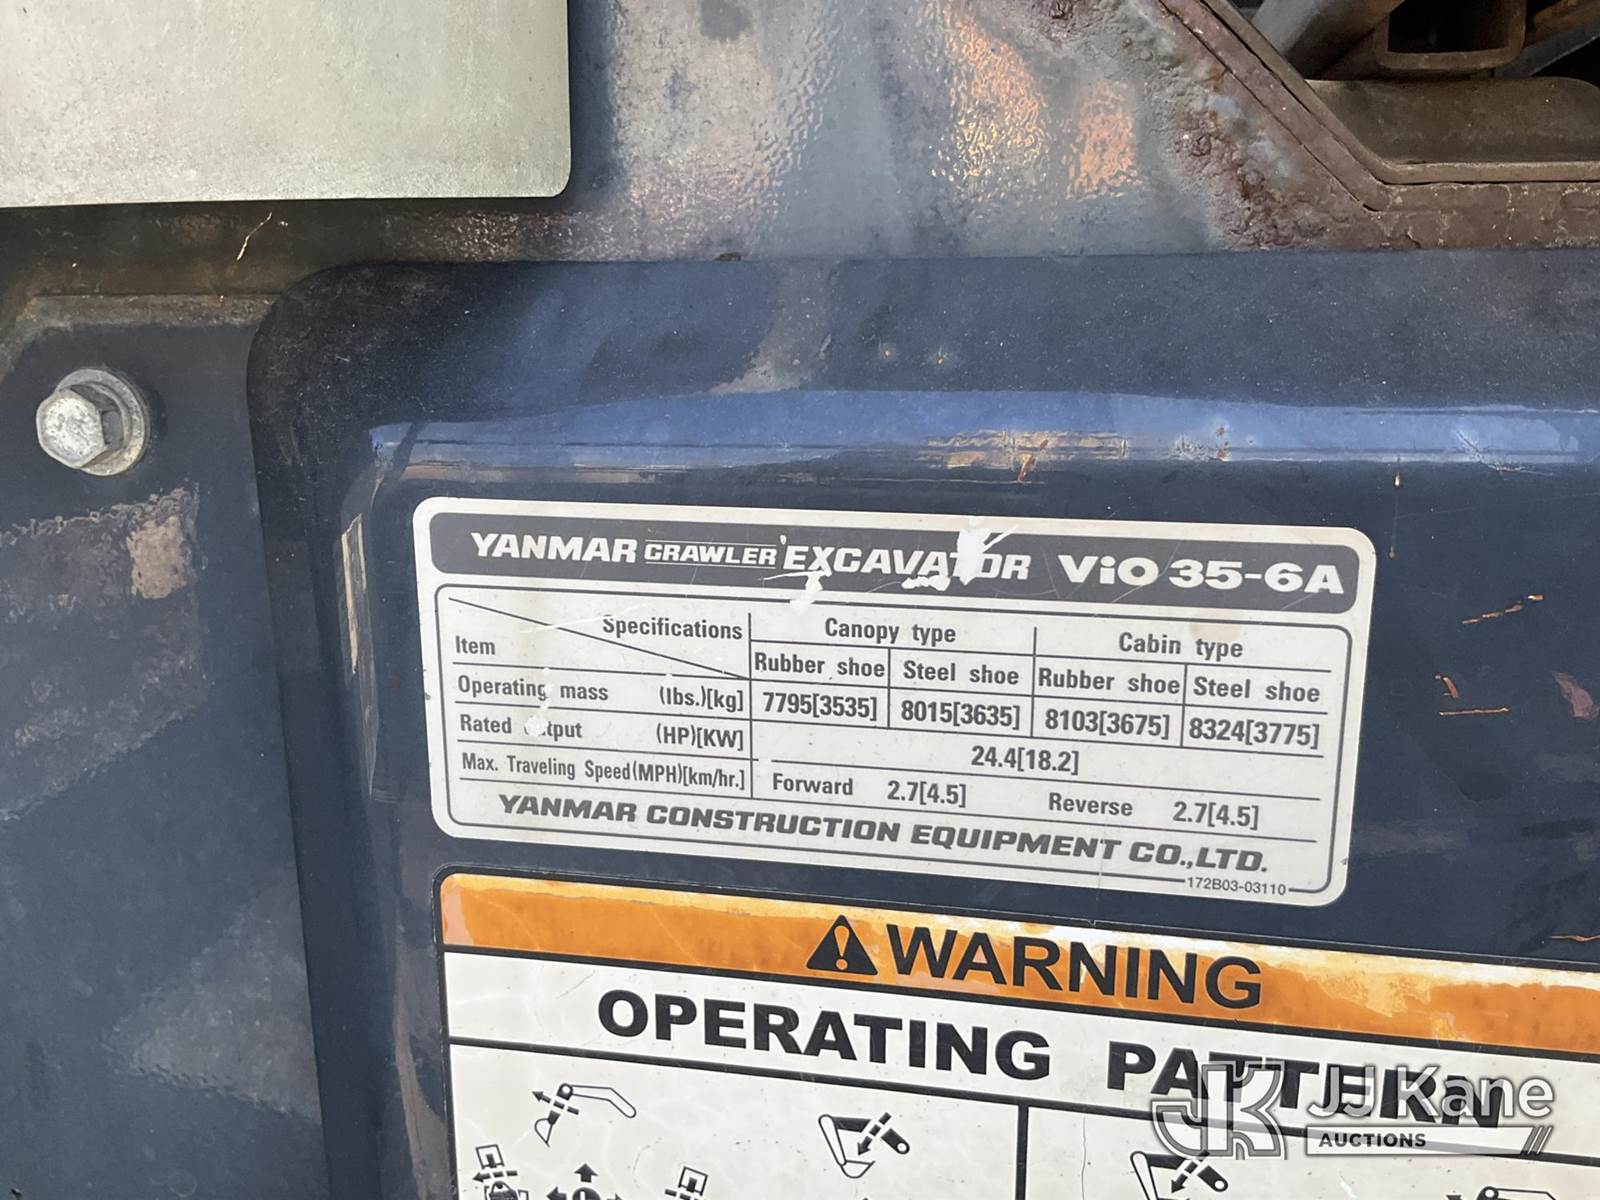 YANMAR CRAWLER EXCAVATOR ViO 35-6A
Specifications Canopy type Cabin type
Item Rubber shoe Steel shoe Rubber shoe Steel shoe
Operating mass (lbs.)[kg] 7795[3535] 8015[3635] 8103[3675] 8324[3775]
Rated output (HP)[KW] 24.4[18.2]
Max. Traveling Speed(MPH)[km/hr.] Forward 2.7[4.5] Reverse 2.7[4.5]
YANMAR CONSTRUCTION EQUIPMENT CO.,LTD.
172B03-03110
WARNING
OPERATING PATTERN
JK JJ Kane
AUCTIONS